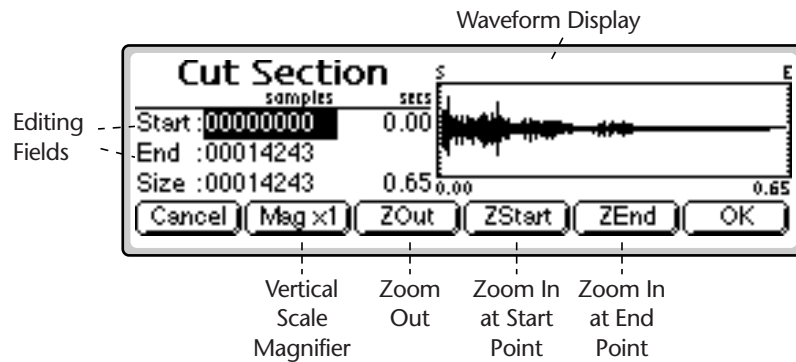 Waveform Display
Cut Section
S E
samples secs
Editing Fields
Start :00000000 0.00
End :00014243
Size :00014243 0.65
0.00 0.65
Cancel Mag x1 ZOut ZStart ZEnd OK
Vertical Scale Magnifier
Zoom Out
Zoom In at Start Point
Zoom In at End Point